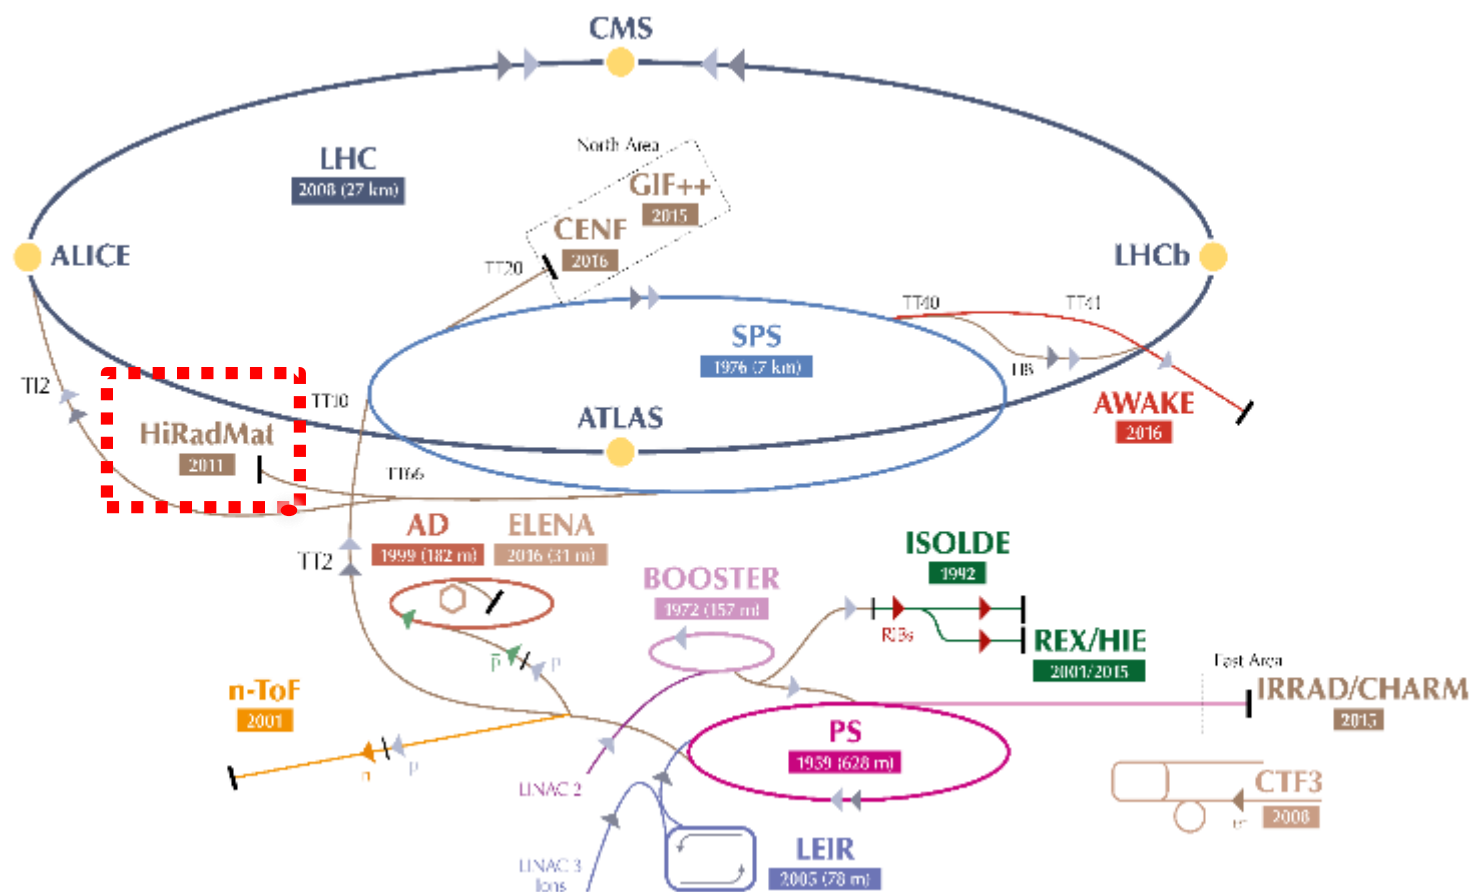 CMS
North Area
LHC
2008 (27 km)
GIF++
2015
CENF
2016
ALICE
LHCb
TT20
TT40
TT41
SPS
1976 (7 km)
TI2
TI8
TT10
AWAKE
2016
ATLAS
HiRadMat
2011
TT66
AD
1999 (182 m)
ELENA
2016 (31 m)
ISOLDE
1992
TT2
BOOSTER
1972 (157 m)
RIBs
REX/HIE
2001/2015
p̅
p
East Area
n-ToF
2001
IRRAD/CHARM
2015
PS
1959 (628 m)
n
p
LINAC 2
CTF3
2008
e-
LEIR
2005 (78 m)
LINAC 3
Ions